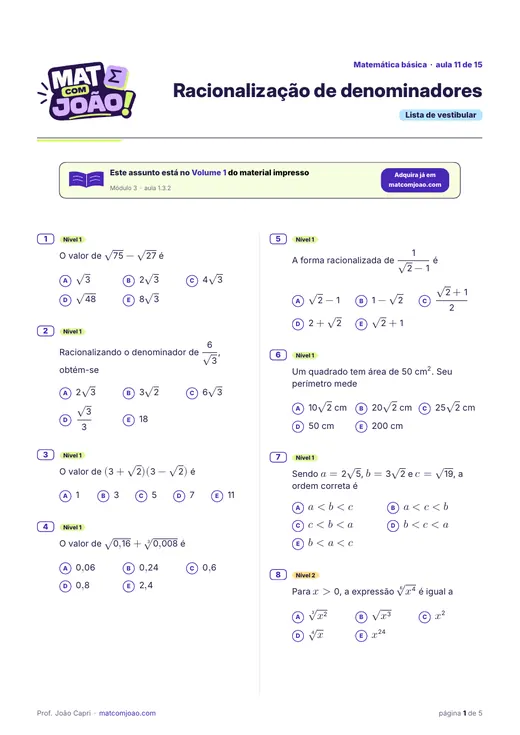 MAT Σ
COM
JOÃO!
Matemática básica · aula 11 de 15
Racionalização de denominadores
Lista de vestibular
Este assunto está no Volume 1 do material impresso
Módulo 3 · aula 1.3.2
Adquira já em
matcomjoao.com
1 Nível 1
O valor de √75 − √27 é
A √3 B 2√3 C 4√3
D √48 E 8√3
2 Nível 1
Racionalizando o denominador de 6/√3,
obtém-se
A 2√3 B 3√2 C 6√3
D √3/3 E 18
3 Nível 1
O valor de (3 + √2)(3 − √2) é
A 1 B 3 C 5 D 7 E 11
4 Nível 1
O valor de √0,16 + ∛0,008 é
A 0,06 B 0,24 C 0,6
D 0,8 E 2,4
5 Nível 1
A forma racionalizada de 1/(√2 − 1) é
A √2 − 1 B 1 − √2 C (√2 + 1)/2
D 2 + √2 E √2 + 1
6 Nível 1
Um quadrado tem área de 50 cm². Seu
perímetro mede
A 10√2 cm B 20√2 cm C 25√2 cm
D 50 cm E 200 cm
7 Nível 1
Sendo a = 2√5, b = 3√2 e c = √19, a
ordem correta é
A a < b < c B a < c < b
C c < b < a D b < c < a
E b < a < c
8 Nível 2
Para x > 0, a expressão ⁶√x⁴ é igual a
A ∛x² B √x³ C x²
D ∜x E x²⁴
Prof. João Capri · matcomjoao.com
página 1 de 5